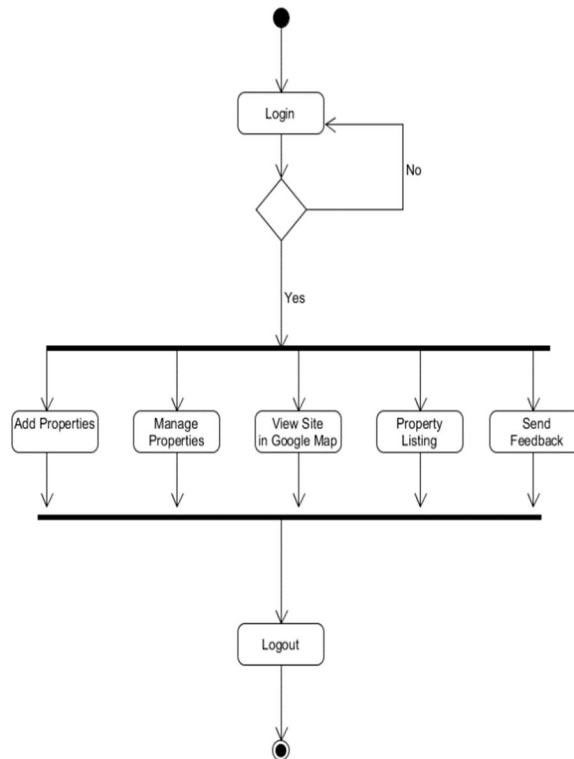 Login
No
Yes
Add Properties
Manage
Properties
View Site
in Google Map
Property
Listing
Send
Feedback
Logout